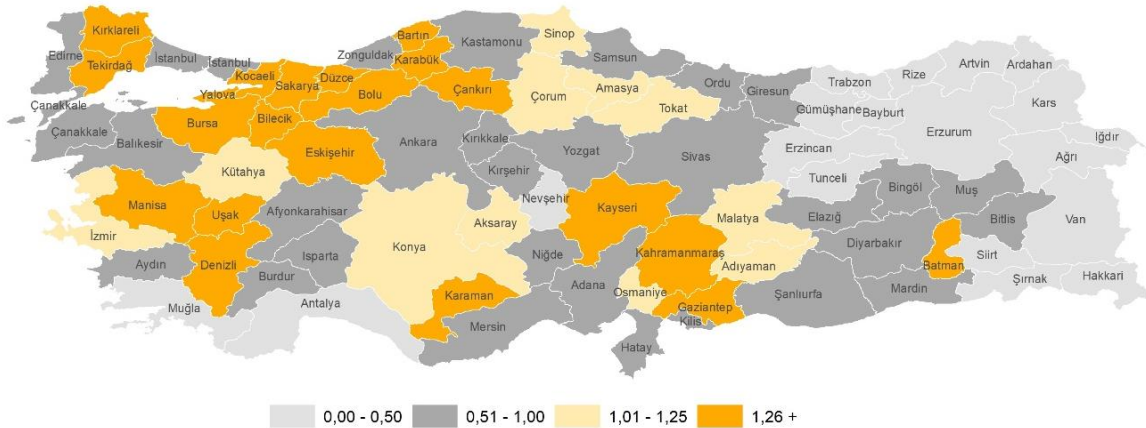 Kırklareli
Edirne
Tekirdağ
İstanbul
İstanbul
Kocaeli
Yalova
Sakarya
Düzce
Zonguldak
Bartın
Karabük
Kastamonu
Sinop
Samsun
Ordu
Giresun
Trabzon
Rize
Artvin
Ardahan
Kars
Iğdır
Ağrı
Erzurum
Bayburt
Gümüşhane
Erzincan
Tunceli
Çanakkale
Çanakkale
Balıkesir
Bursa
Bilecik
Bolu
Çankırı
Çorum
Amasya
Tokat
Eskişehir
Ankara
Kırıkkale
Kırşehir
Yozgat
Sivas
Kütahya
Manisa
Uşak
Afyonkarahisar
İzmir
Aydın
Denizli
Burdur
Isparta
Muğla
Antalya
Konya
Aksaray
Nevşehir
Niğde
Kayseri
Karaman
Mersin
Adana
Kahramanmaraş
Osmaniye
Gaziantep
Kilis
Hatay
Malatya
Adıyaman
Şanlıurfa
Elazığ
Diyarbakır
Bingöl
Muş
Bitlis
Batman
Mardin
Siirt
Şırnak
Van
Hakkari
0,00 - 0,50
0,51 - 1,00
1,01 - 1,25
1,26 +